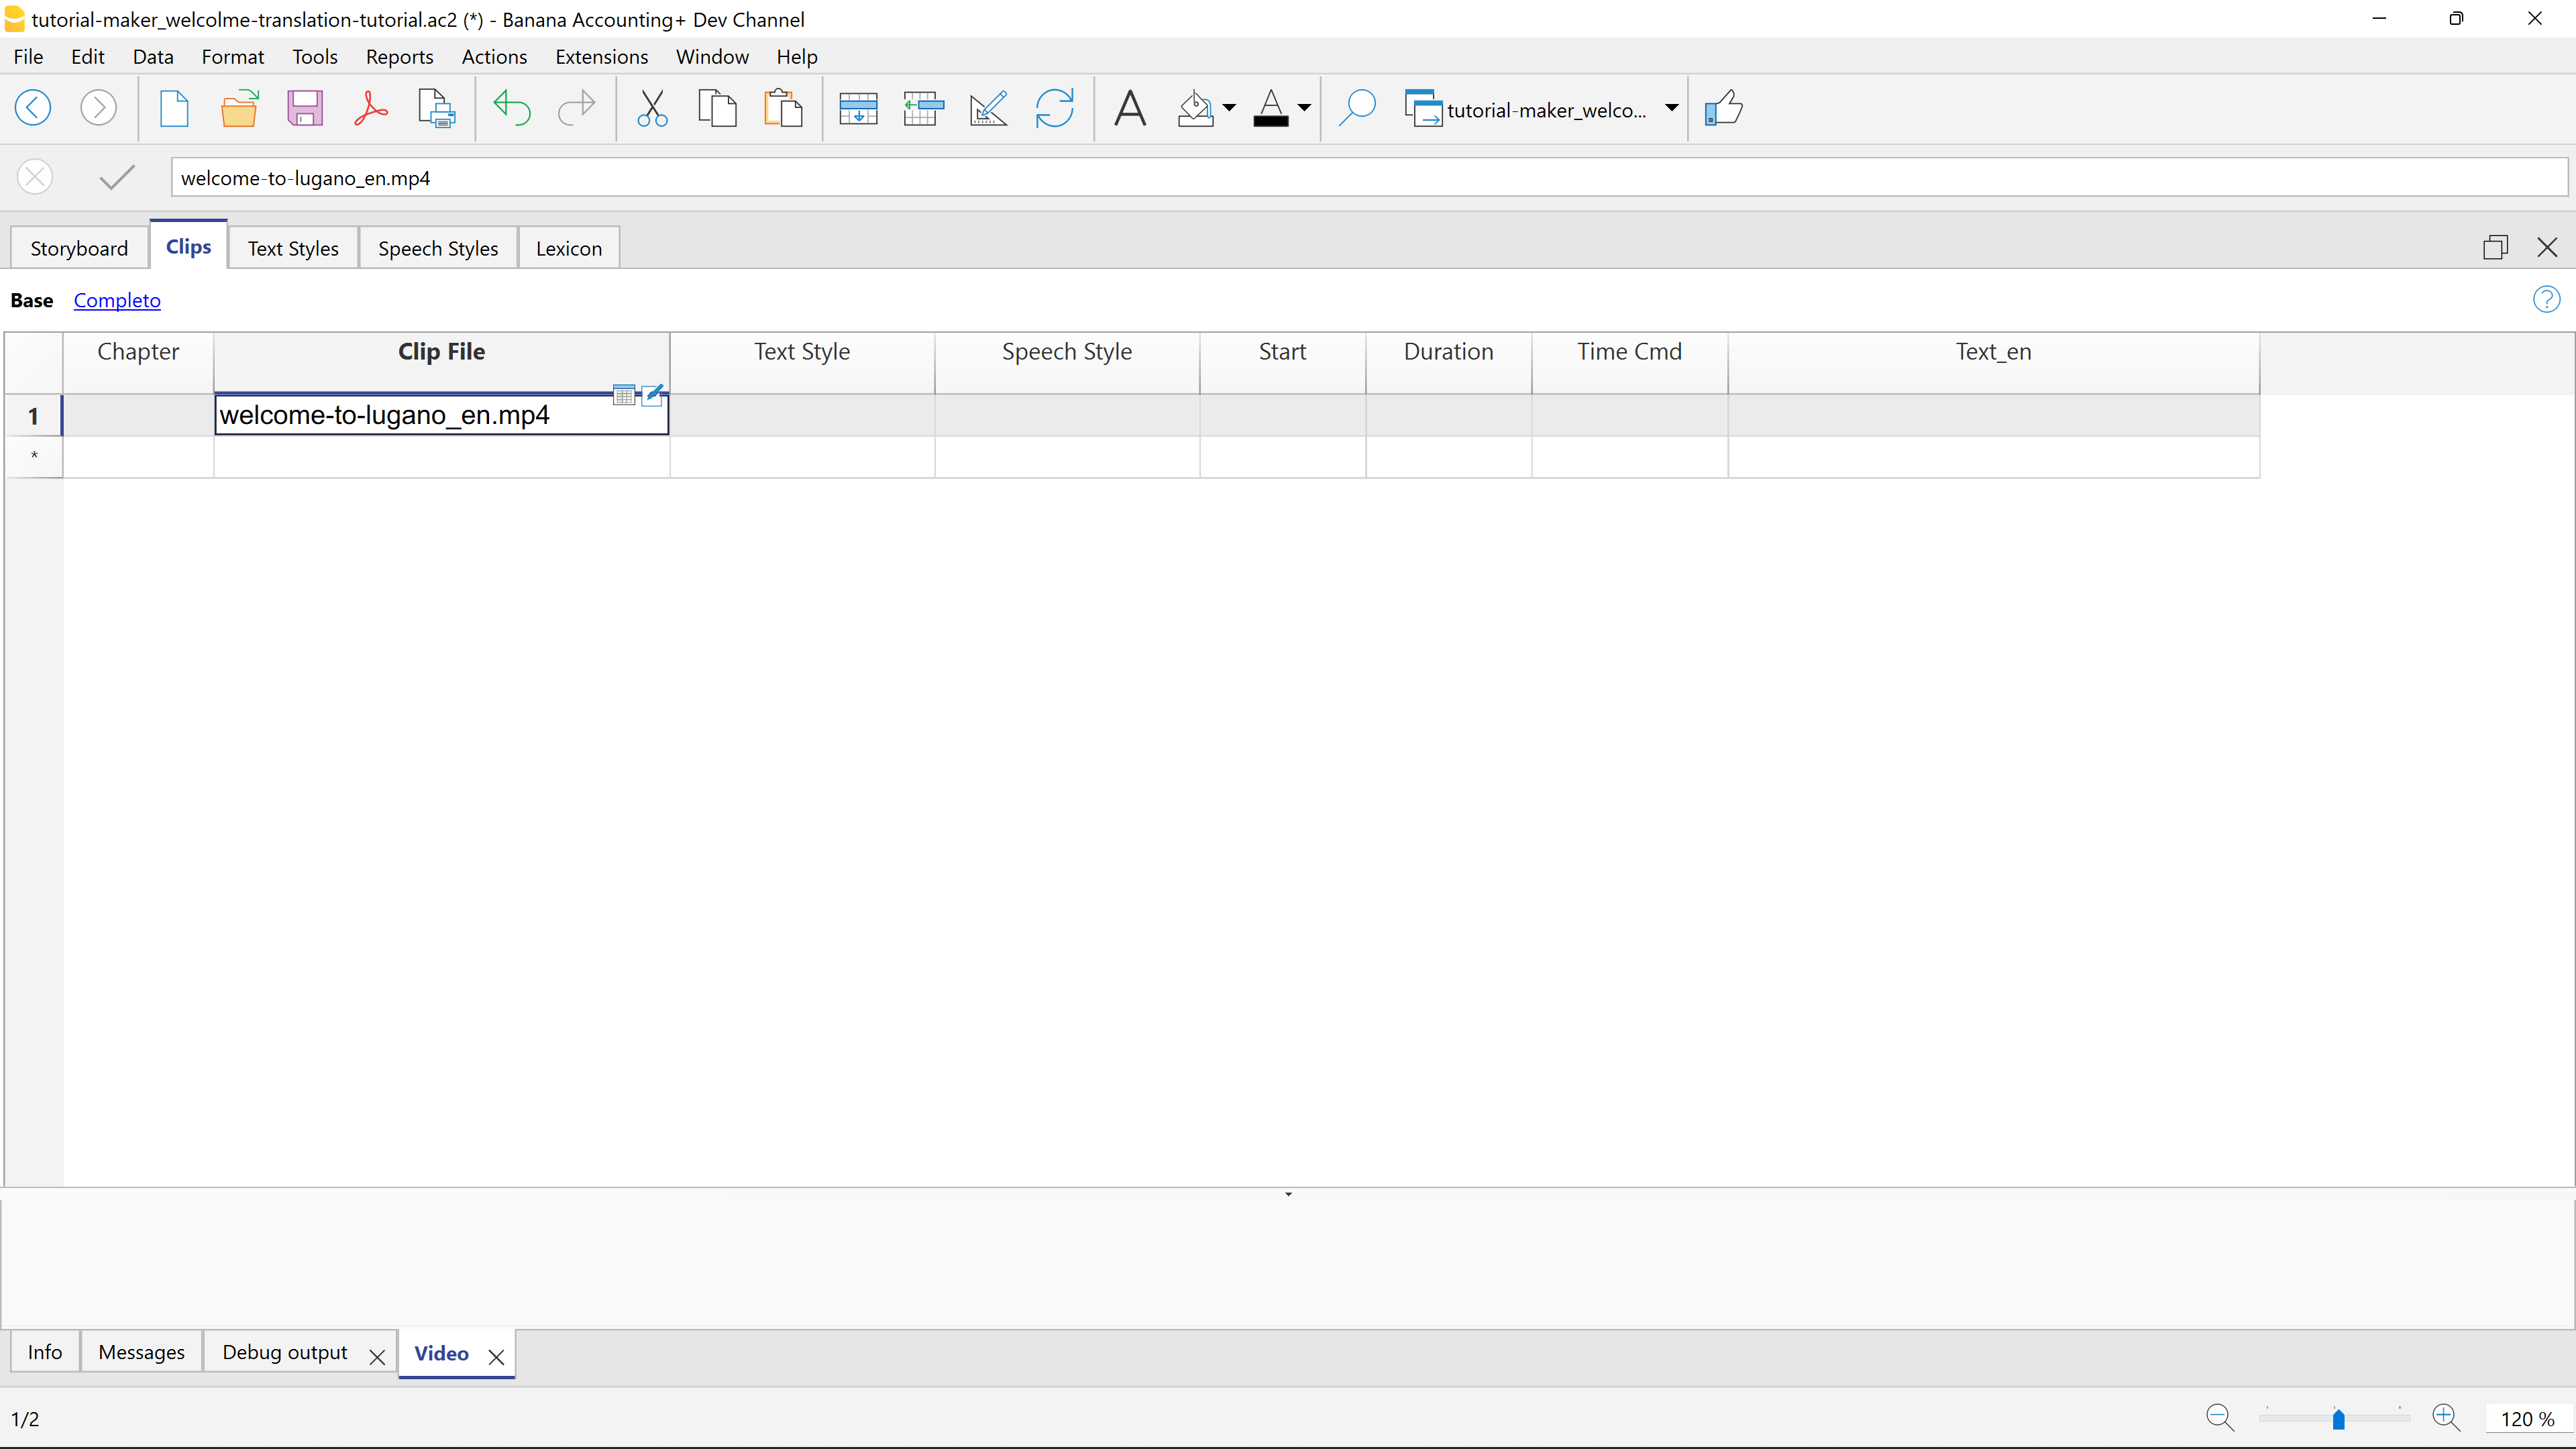 tutorial-maker_welcolme-translation-tutorial.ac2 (*) - Banana Accounting+ Dev Channel
File Edit Data Format Tools Reports Actions Extensions Window Help
tutorial-maker_welco...
welcome-to-lugano_en.mp4
Storyboard Clips Text Styles Speech Styles Lexicon
Base Completo
Chapter Clip File Text Style Speech Style Start Duration Time Cmd Text_en
1 welcome-to-lugano_en.mp4
*
Info Messages Debug output Video
1/2 120 %